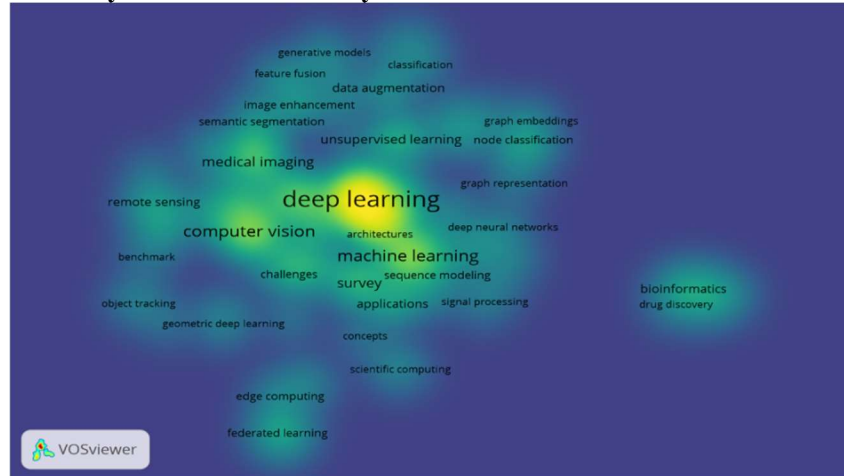 generative models
classification
feature fusion
data augmentation
image enhancement
semantic segmentation
graph embeddings
unsupervised learning
node classification
medical imaging
graph representation
deep learning
remote sensing
deep neural networks
computer vision
architectures
benchmark
machine learning
challenges
sequence modeling
survey
bioinformatics
object tracking
applications
signal processing
drug discovery
geometric deep learning
concepts
scientific computing
edge computing
federated learning
VOSviewer